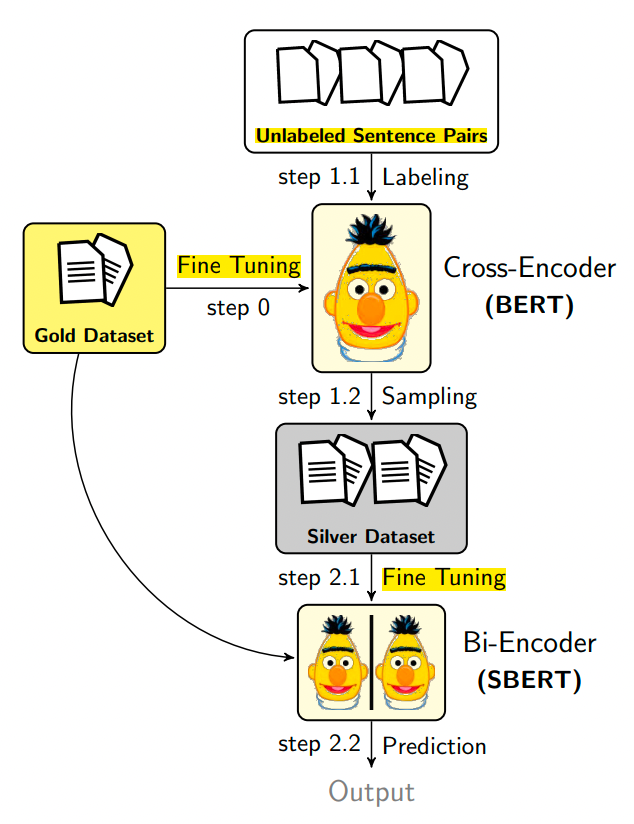 Unlabeled Sentence Pairs
step 1.1 Labeling
Gold Dataset
Fine Tuning
step 0
Cross-Encoder
(BERT)
step 1.2 Sampling
Silver Dataset
step 2.1 Fine Tuning
Bi-Encoder
(SBERT)
step 2.2 Prediction
Output